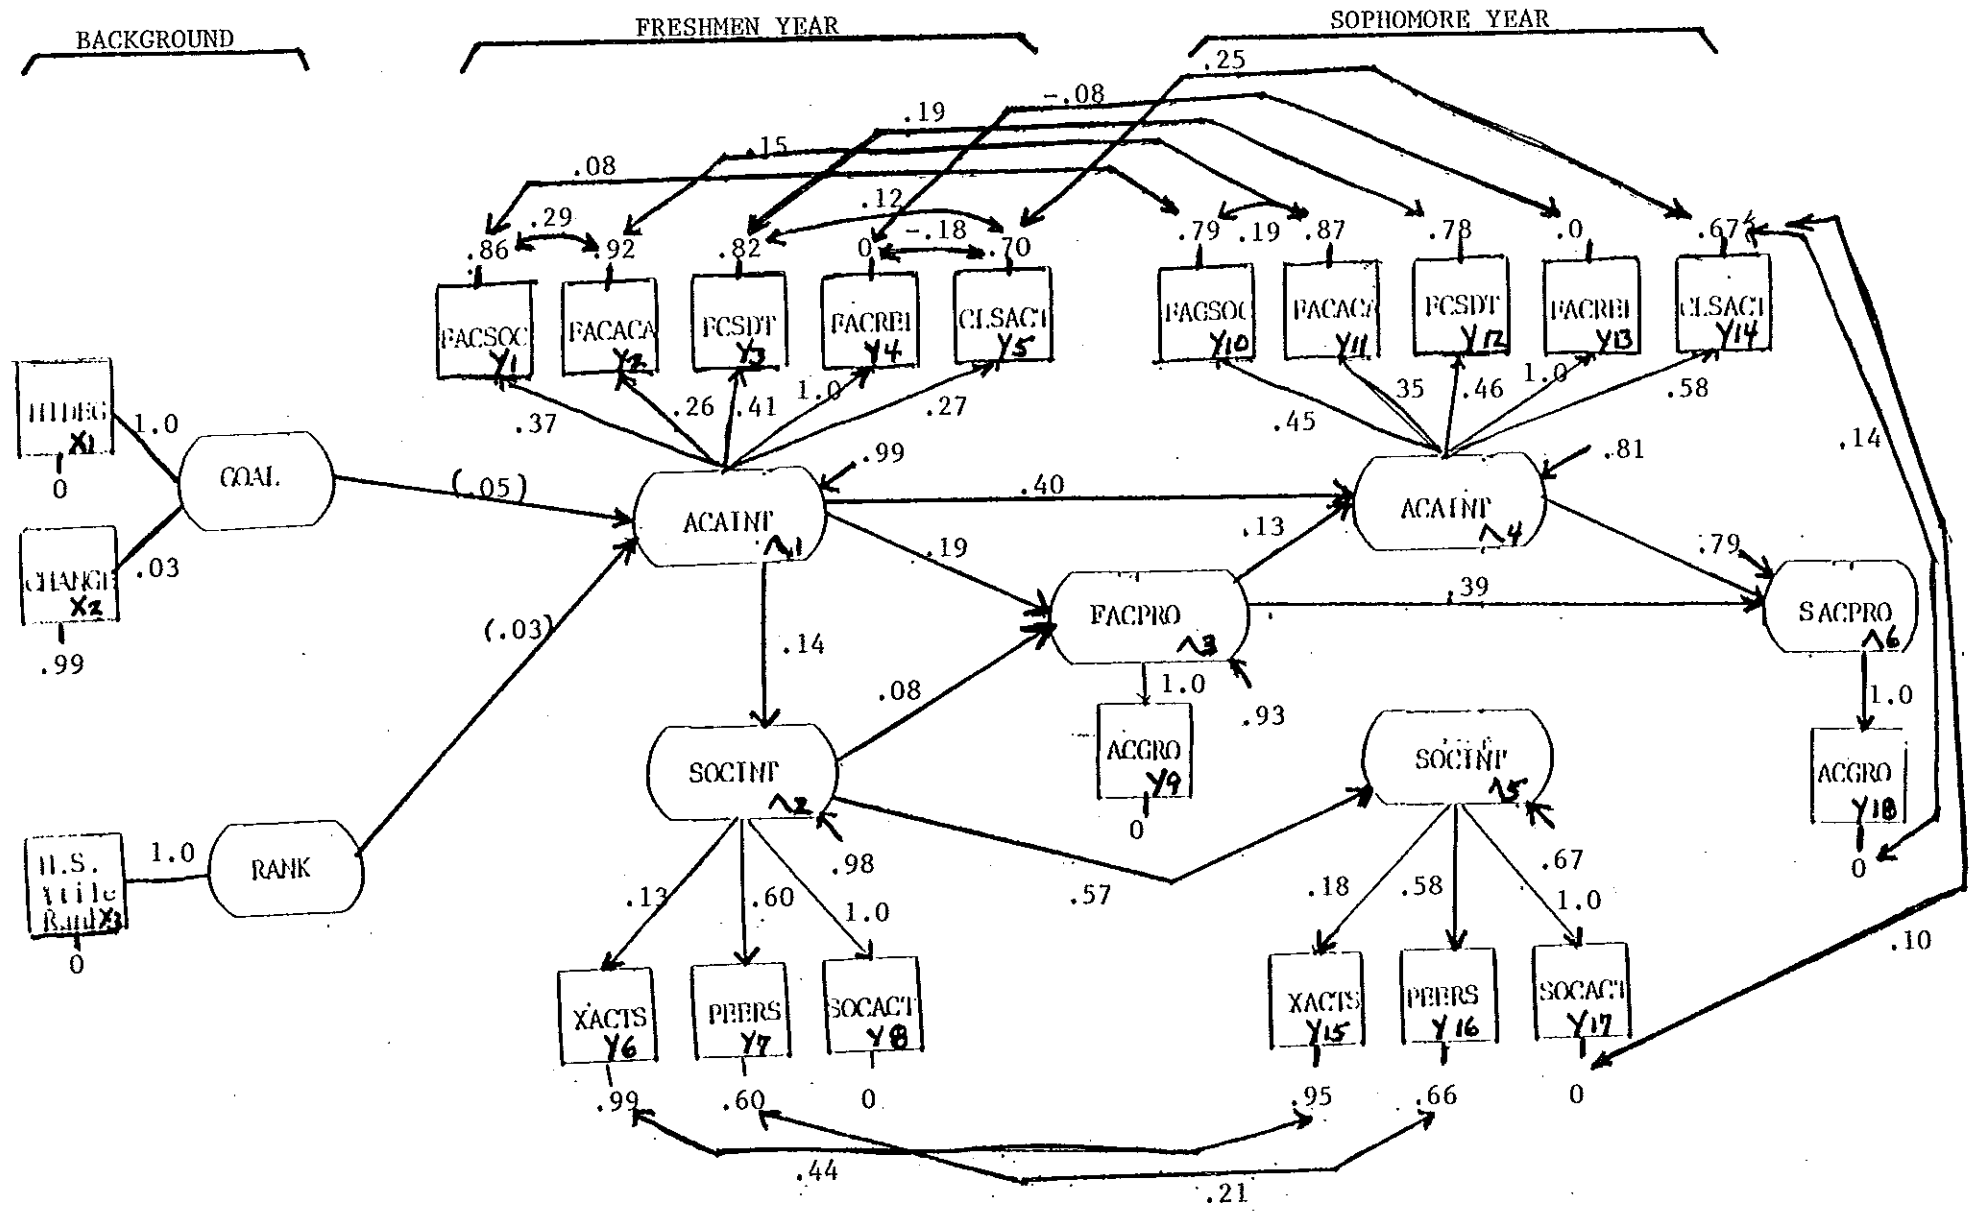 BACKGROUND
FRESHMEN YEAR
SOPHOMORE YEAR
.25
-.08
.19
.15
.08
.12
.29
-.18
.19
.86
.92
.82
0
.70
.79
.87
.78
.0
.67
FACSOC
Y1
FACACA
Y2
FCSDT
Y3
FACREL
Y4
CLSACT
Y5
FACSOC
Y10
FACACA
Y11
FCSDT
Y12
FACREL
Y13
CLSACT
Y14
.37
.26
.41
1.0
.27
.45
.35
.46
1.0
.58
HIDEG
X1
0
1.0
GOAL
CHANGE
X2
.03
.99
(.05)
(.03)
ACAINT
^1
.99
.40
.19
.13
ACAINT
^4
.81
.14
.79
.39
FACPRO
^3
1.0
.93
SACPRO
^6
1.0
.14
.08
ACGRO
Y9
0
ACGRO
Y18
0
SOCINT
^2
.98
SOCINT
^5
.67
.57
H.S.
%tile
Rank X3
0
1.0
RANK
.13
.60
1.0
.18
.58
1.0
.10
XACTS
Y6
PEERS
Y7
SOCACT
Y8
XACTS
Y15
PEERS
Y16
SOCACT
Y17
.99
.60
0
.95
.66
0
.44
.21